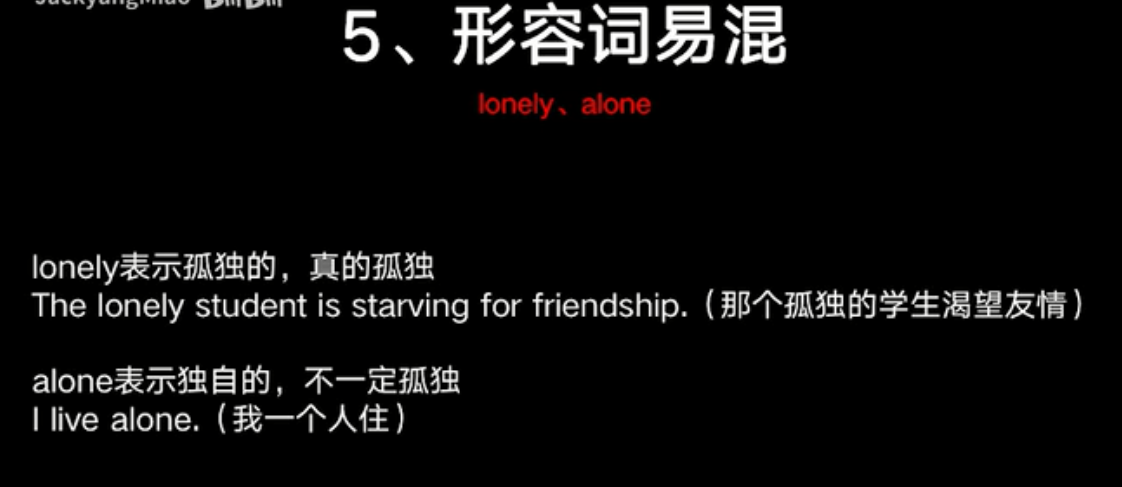 JackyangMiao bilibili
5、形容词易混
lonely、alone
lonely表示孤独的，真的孤独
The lonely student is starving for friendship.（那个孤独的学生渴望友情）
alone表示独自的，不一定孤独
I live alone.（我一个人住）